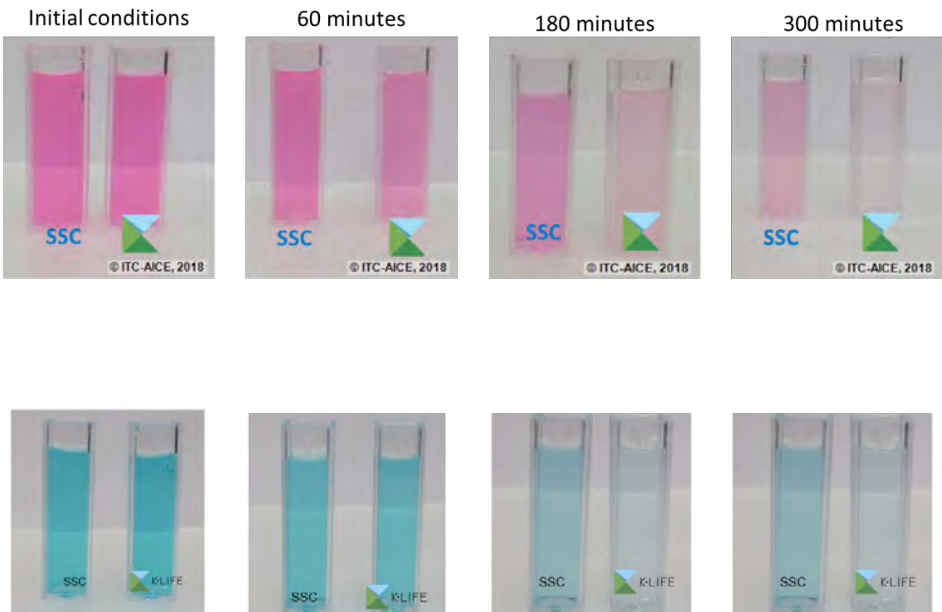 Initial conditions
60 minutes
180 minutes
300 minutes
SSC
SSC
SSC
SSC
© ITC-AICE, 2018
© ITC-AICE, 2018
© ITC-AICE, 2018
© ITC-AICE, 2018
SSC K·LIFE
SSC K·LIFE
SSC K·LIFE
SSC K·LIFE